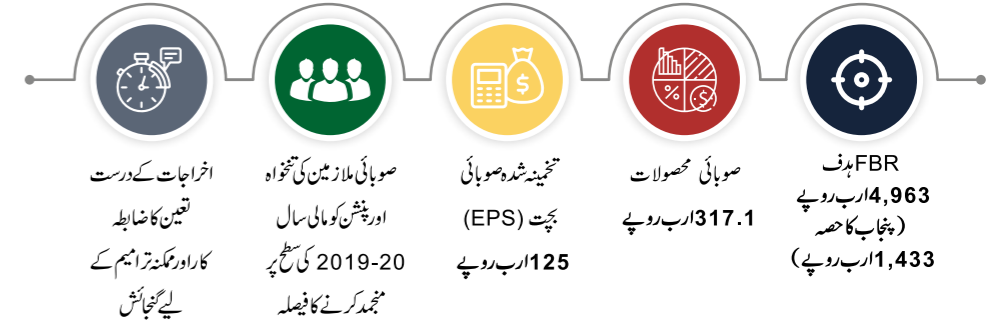 FBR ہدف
4,963 ارب روپے
(پنجاب کا حصہ
1,433 ارب روپے)
صوبائی محصولات
317.1 ارب روپے
تخمینہ شدہ صوبائی
بچت (EPS)
125 ارب روپے
صوبائی ملازمین کی تنخواہ
اور پنشن کو مالی سال
2019-20 کی سطح پر
منجمد کرنے کا فیصلہ
اخراجات کے درست
تعین کا ضابطہ
کار اور ممکنہ ترامیم کے
لیے گنجائش